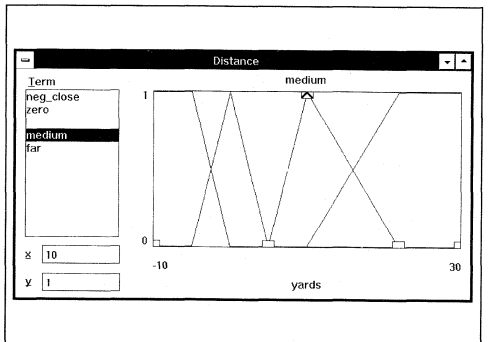 Distance
Term
neg_close
zero
medium
far
x 10
y 1
medium
1
0
-10
30
yards